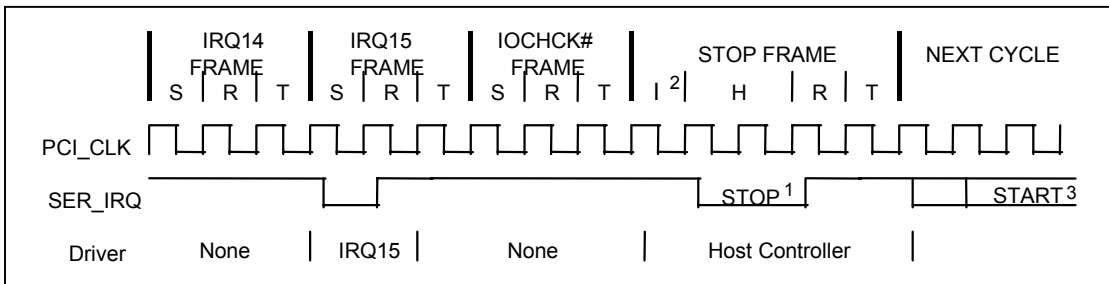 IRQ14 FRAME
IRQ15 FRAME
IOCHCK# FRAME
STOP FRAME
NEXT CYCLE
S R T S R T S R T I 2 H R T
PCI_CLK
SER_IRQ STOP 1 START 3
Driver None IRQ15 None Host Controller